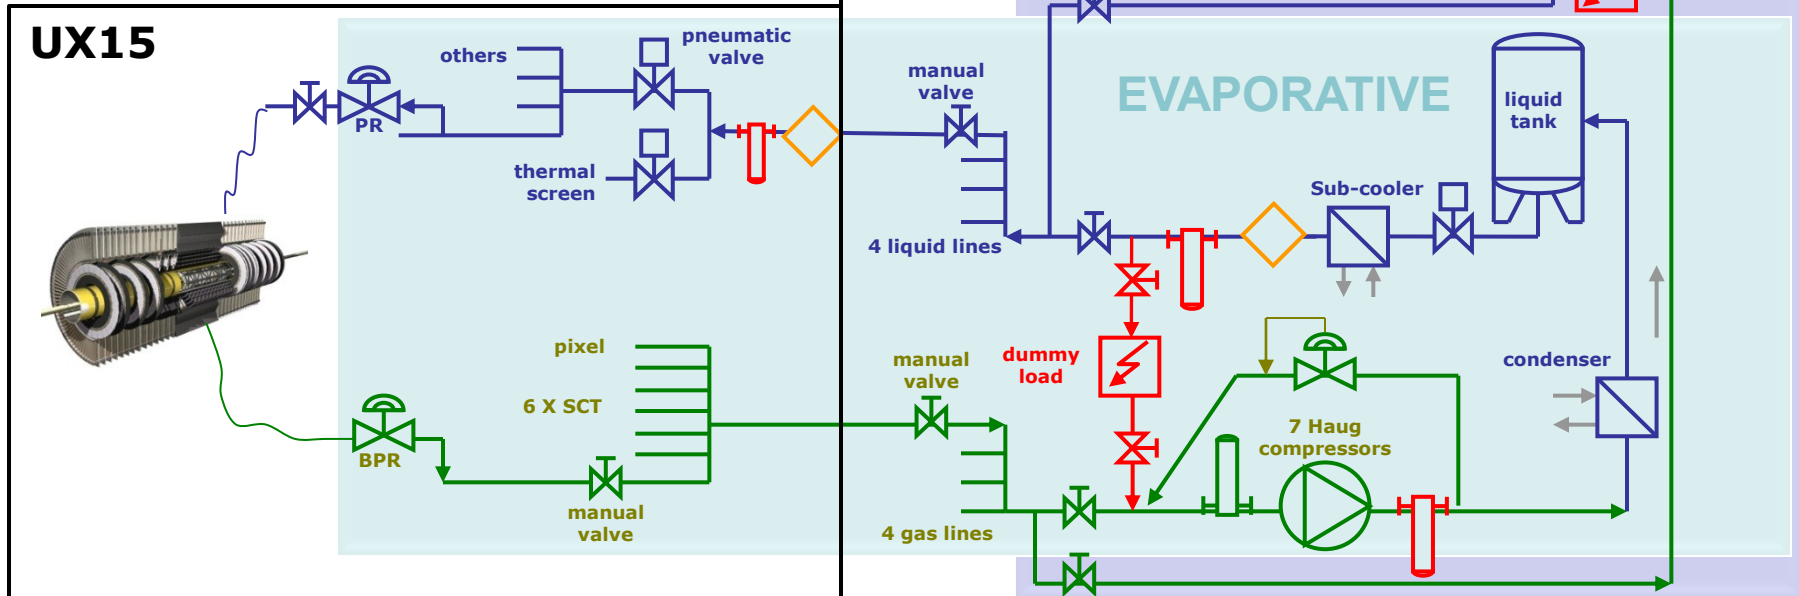 UX15
others
pneumatic
valve
PR
thermal
screen
manual
valve
4 liquid lines
EVAPORATIVE
liquid
tank
Sub-cooler
pixel
6 X SCT
BPR
manual
valve
manual
valve
dummy
load
condenser
7 Haug
compressors
4 gas lines